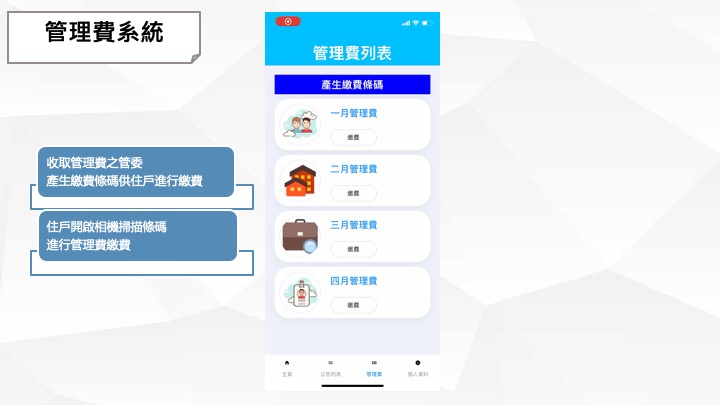 管理費系統
收取管理費之管委
產生繳費條碼供住戶進行繳費
住戶開啟相機掃描條碼
進行管理費繳費
管理費列表
產生繳費條碼
一月管理費
繳費
二月管理費
繳費
三月管理費
繳費
四月管理費
繳費
主頁
公告列表
管理費
個人資料